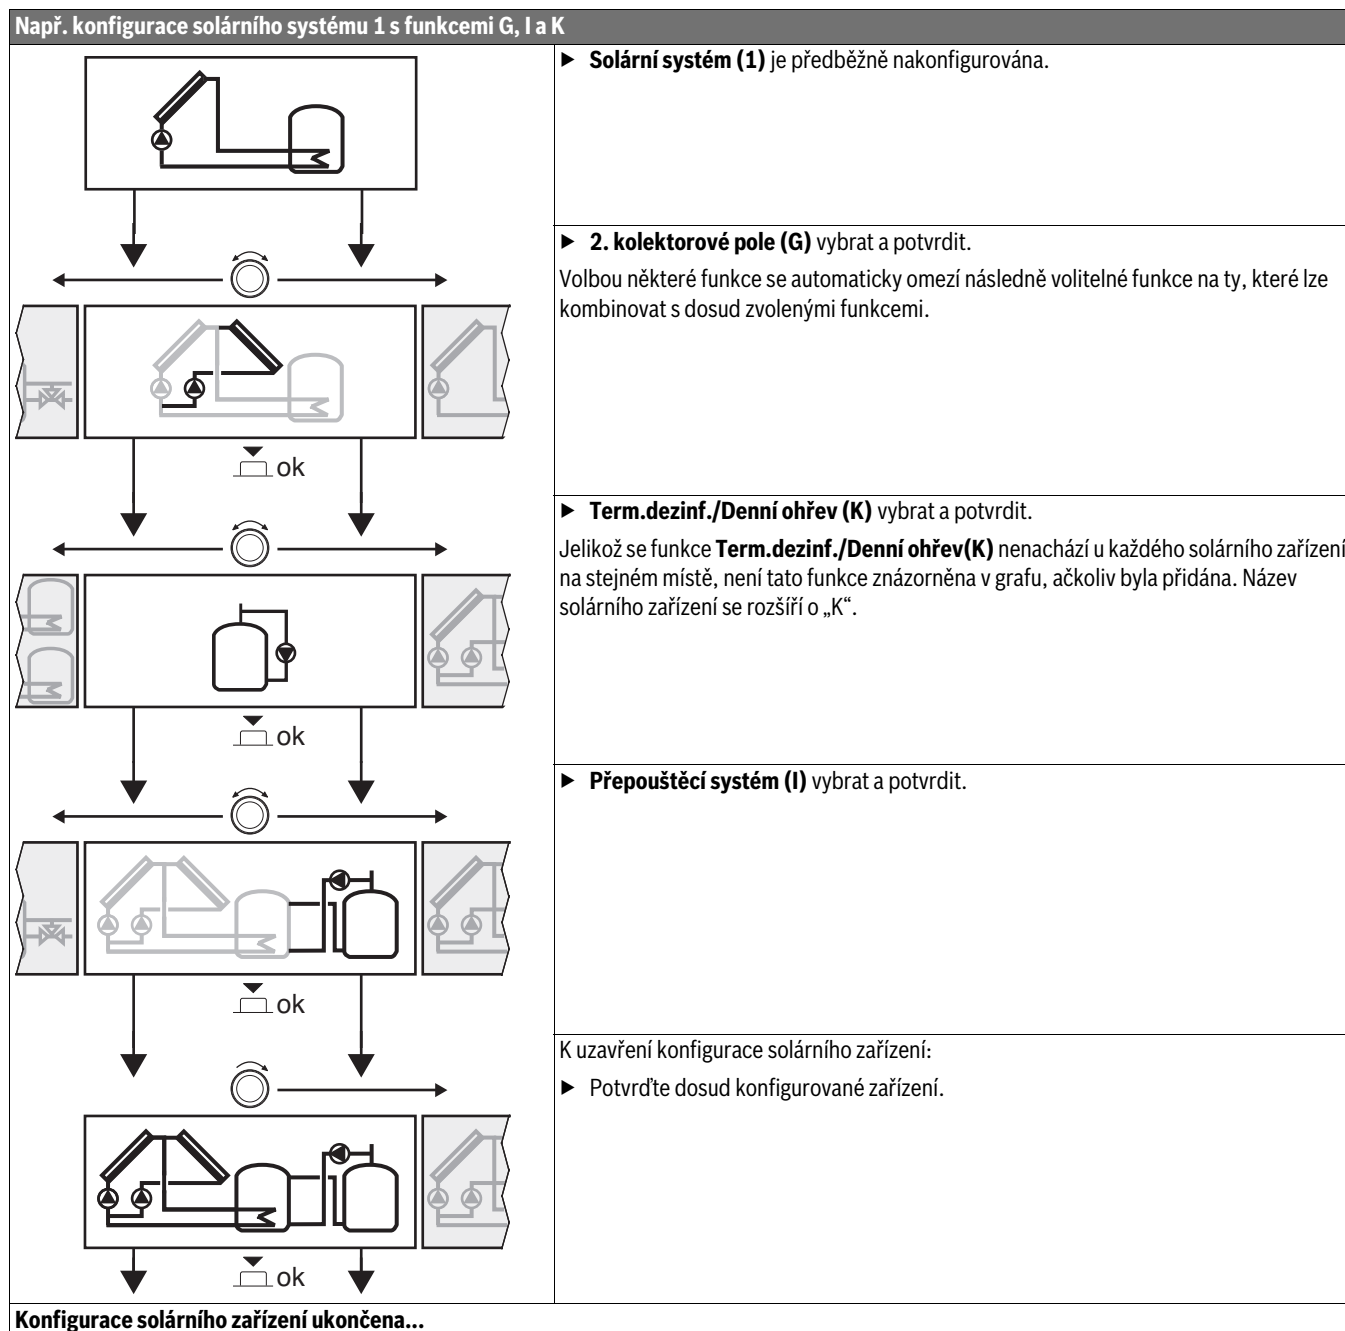 Např. konfigurace solárního systému 1 s funkcemi G, I a K
▶ Solární systém (1) je předběžně nakonfigurována.
▶ 2. kolektorové pole (G) vybrat a potvrdit.
Volbou některé funkce se automaticky omezí následně volitelné funkce na ty, které lze
kombinovat s dosud zvolenými funkcemi.
ok
▶ Term.dezinf./Denní ohřev (K) vybrat a potvrdit.
Jelikož se funkce Term.dezinf./Denní ohřev(K) nenachází u každého solárního zařízení
na stejném místě, není tato funkce znázorněna v grafu, ačkoliv byla přidána. Název
solárního zařízení se rozšíří o „K“.
ok
▶ Přepouštěcí systém (I) vybrat a potvrdit.
ok
K uzavření konfigurace solárního zařízení:
▶ Potvrďte dosud konfigurované zařízení.
ok
Konfigurace solárního zařízení ukončena...